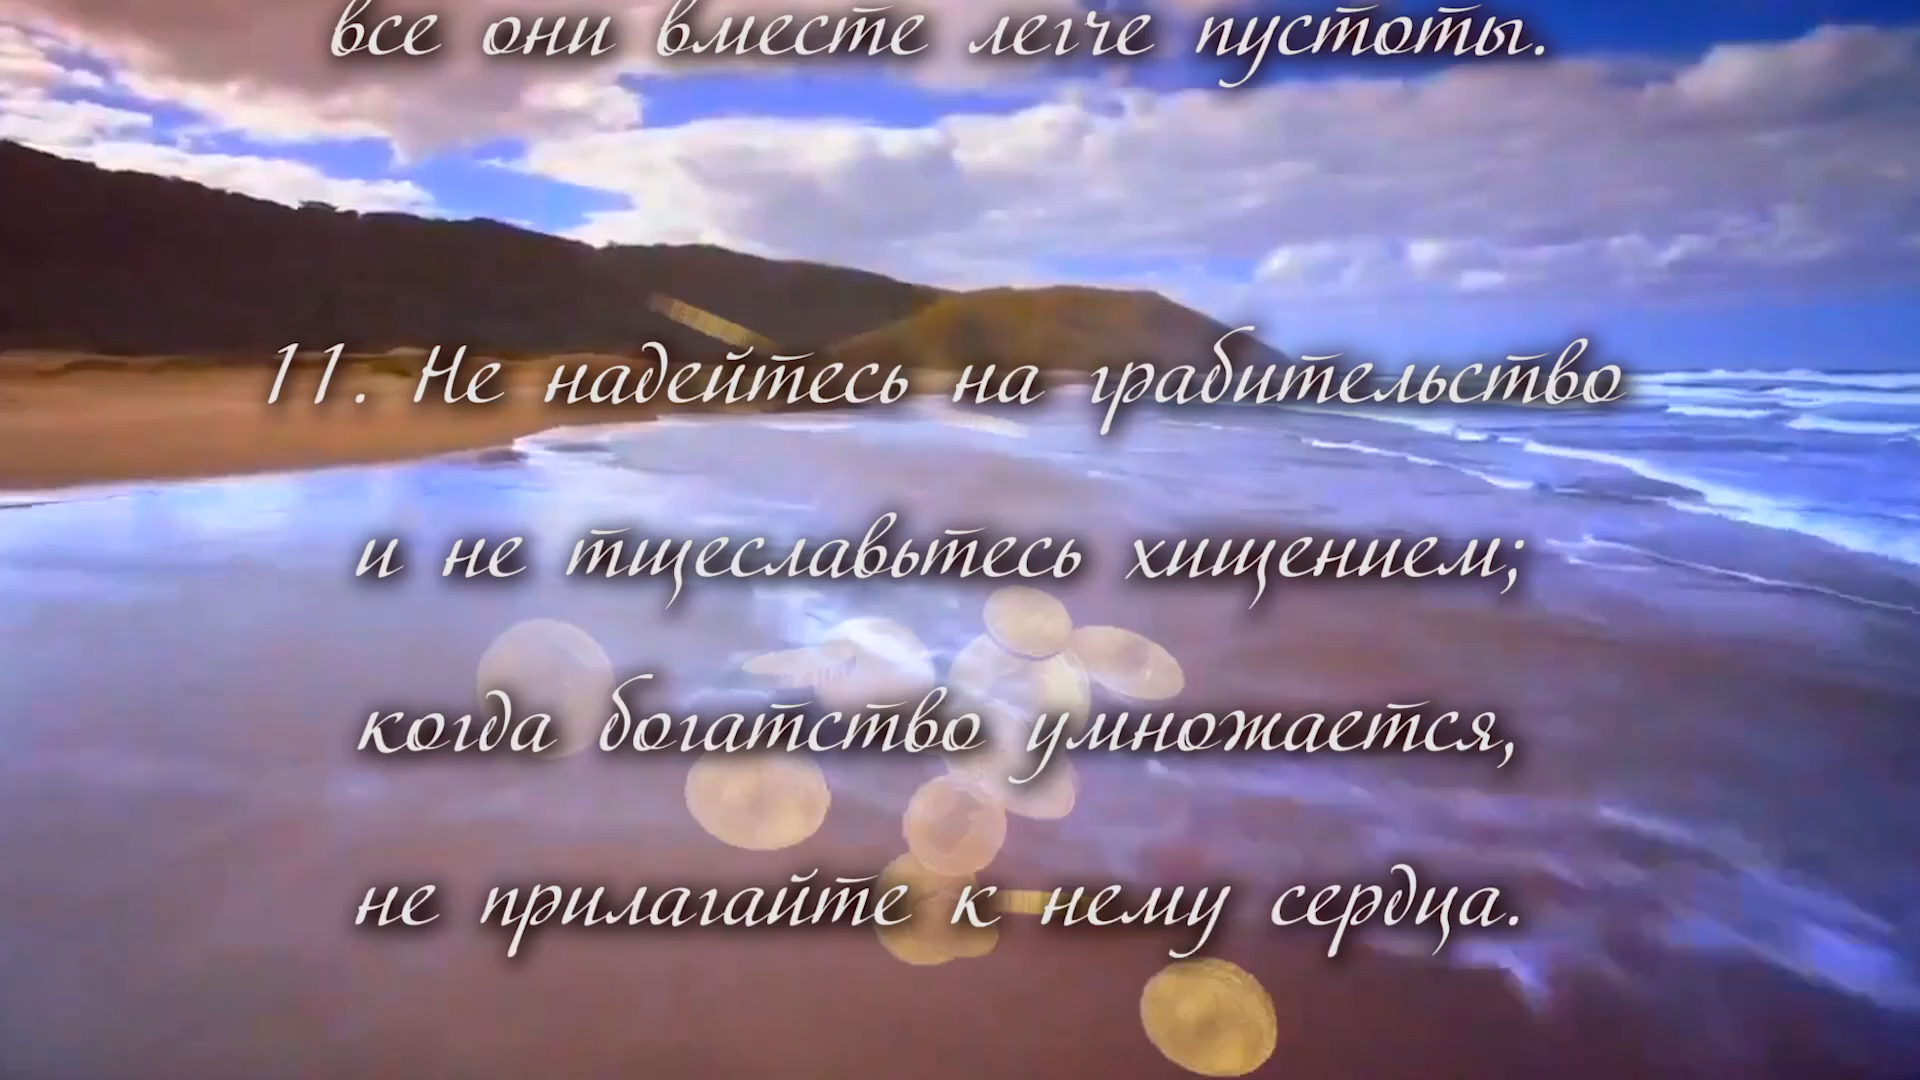 все они вместе легче пустоты.
11. Не надейтесь на грабительство
и не тщеславьтесь хищением;
когда богатство умножается,
не прилагайте к нему сердца.